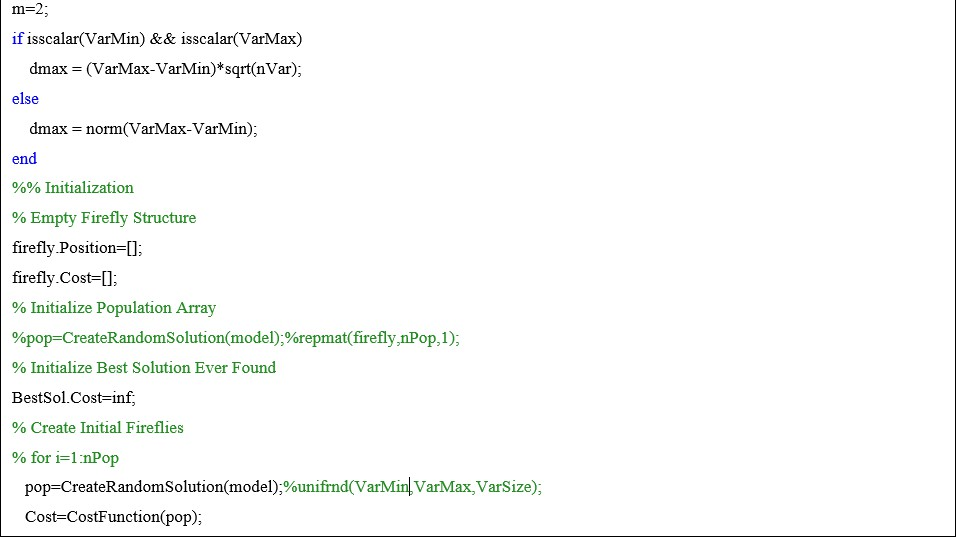 m=2;
if isscalar(VarMin) && isscalar(VarMax)
dmax = (VarMax-VarMin)*sqrt(nVar);
else
dmax = norm(VarMax-VarMin);
end
%% Initialization
% Empty Firefly Structure
firefly.Position=[];
firefly.Cost=[];
% Initialize Population Array
%pop=CreateRandomSolution(model);%repmat(firefly,nPop,1);
% Initialize Best Solution Ever Found
BestSol.Cost=inf;
% Create Initial Fireflies
% for i=1:nPop
pop=CreateRandomSolution(model);%unifrnd(VarMin,VarMax,VarSize);
Cost=CostFunction(pop);